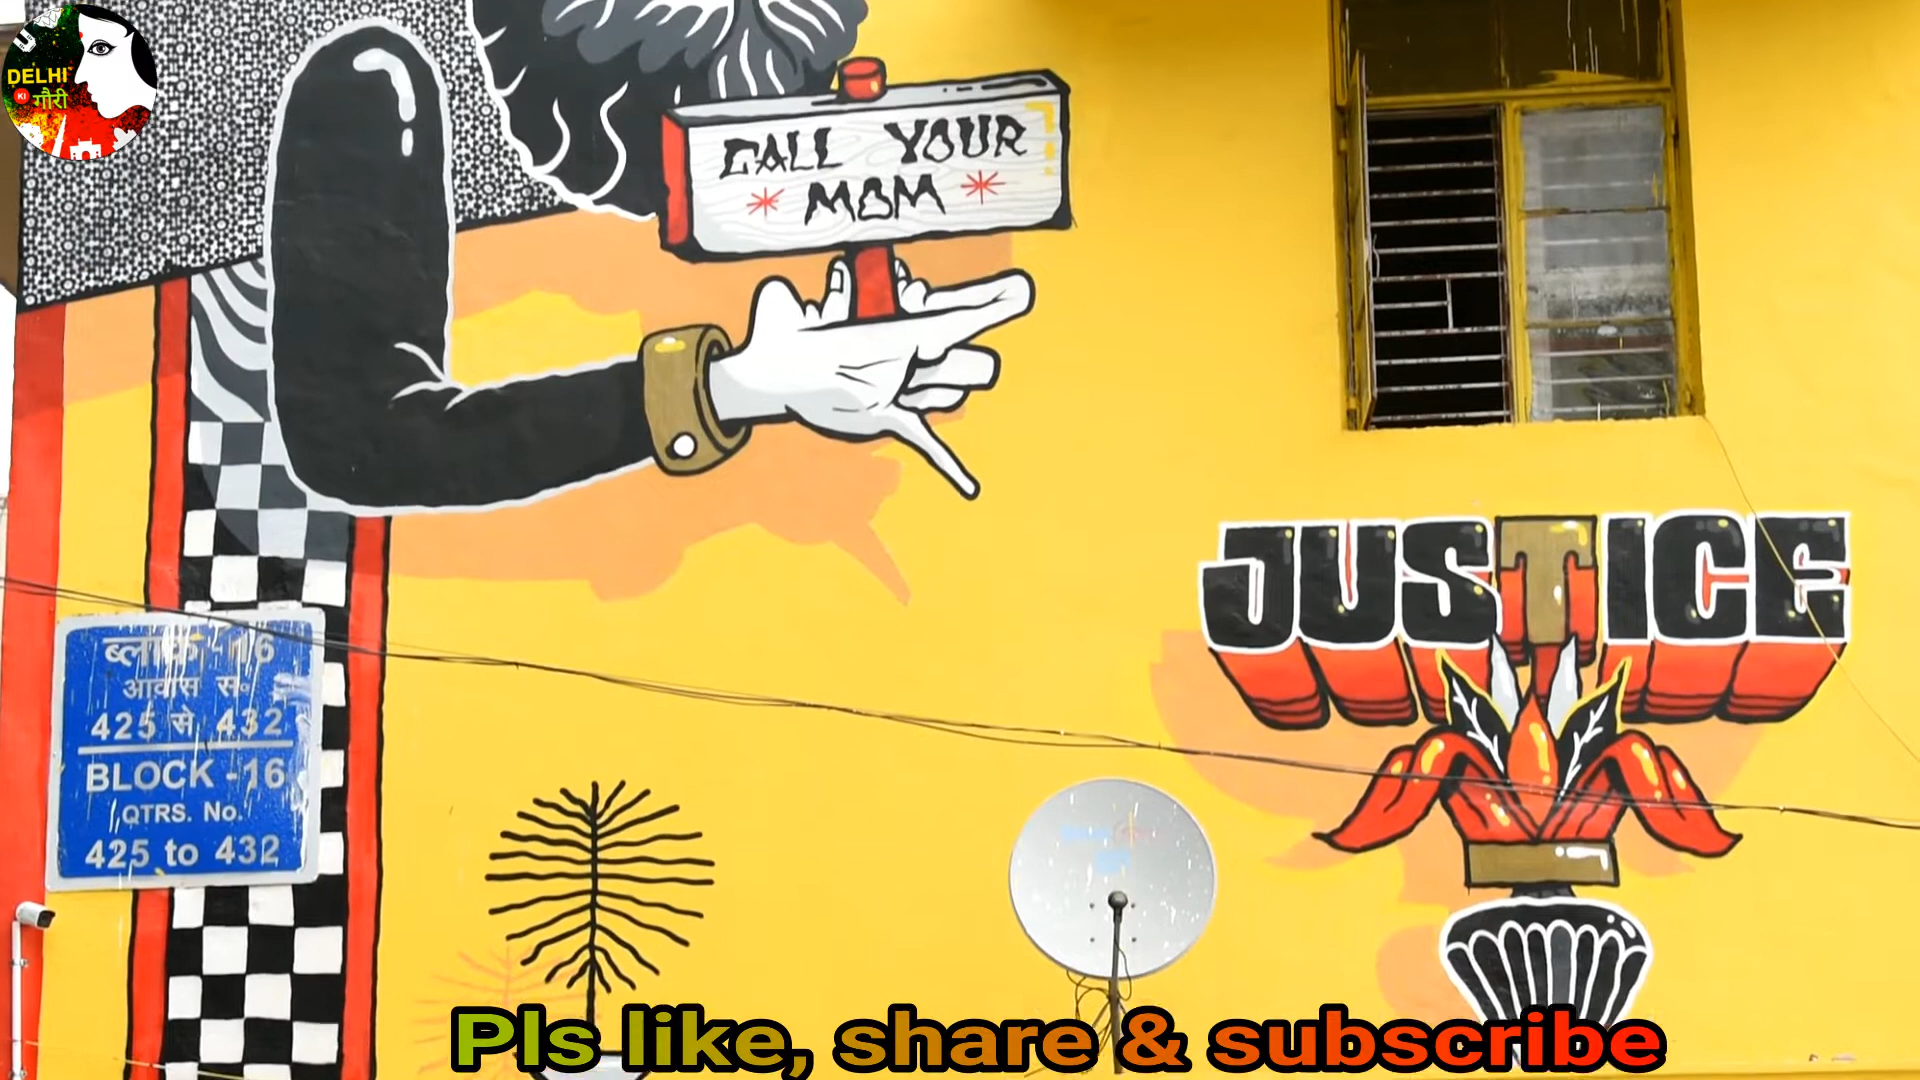 DELHI
KI
गौरी
CALL YOUR
MOM
JUSTICE
ब्लाक -16
आवास स॰
425 से 432
BLOCK -16
QTRS. No.
425 to 432
Pls like, share & subscribe